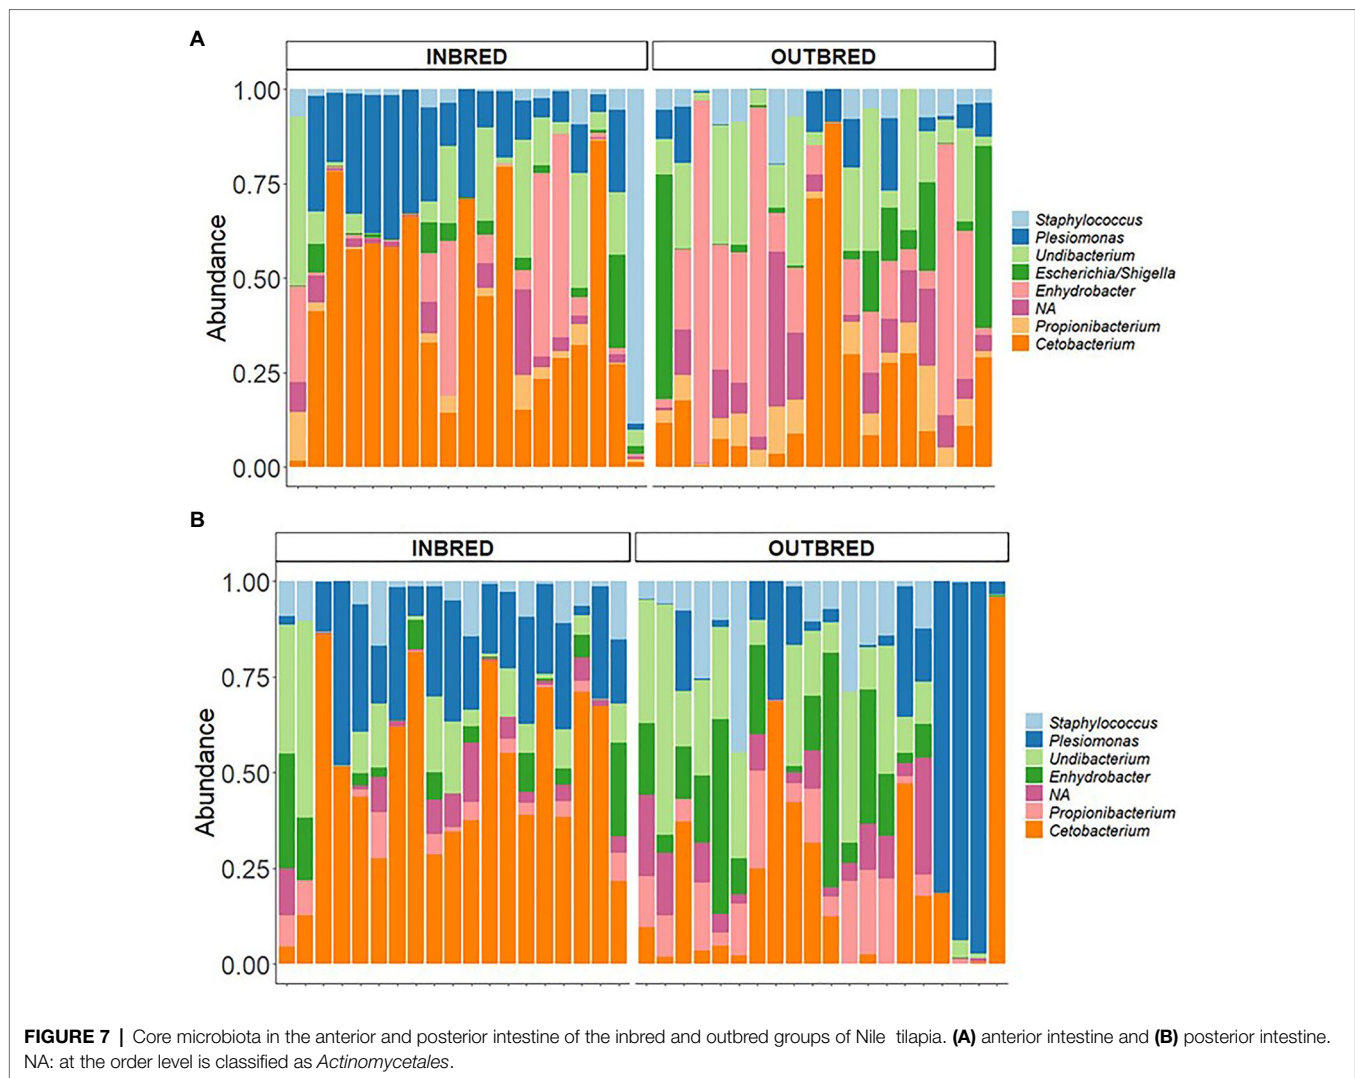 A
INBRED
OUTBRED
1.00
0.75
0.50
0.25
0.00
Abundance
Staphylococcus
Plesiomonas
Undibacterium
Escherichia/Shigella
Enhydrobacter
NA
Propionibacterium
Cetobacterium
B
INBRED
OUTBRED
1.00
0.75
0.50
0.25
0.00
Abundance
Staphylococcus
Plesiomonas
Undibacterium
Enhydrobacter
NA
Propionibacterium
Cetobacterium
FIGURE 7 | Core microbiota in the anterior and posterior intestine of the inbred and outbred groups of Nile tilapia. (A) anterior intestine and (B) posterior intestine.
NA: at the order level is classified as Actinomycetales.